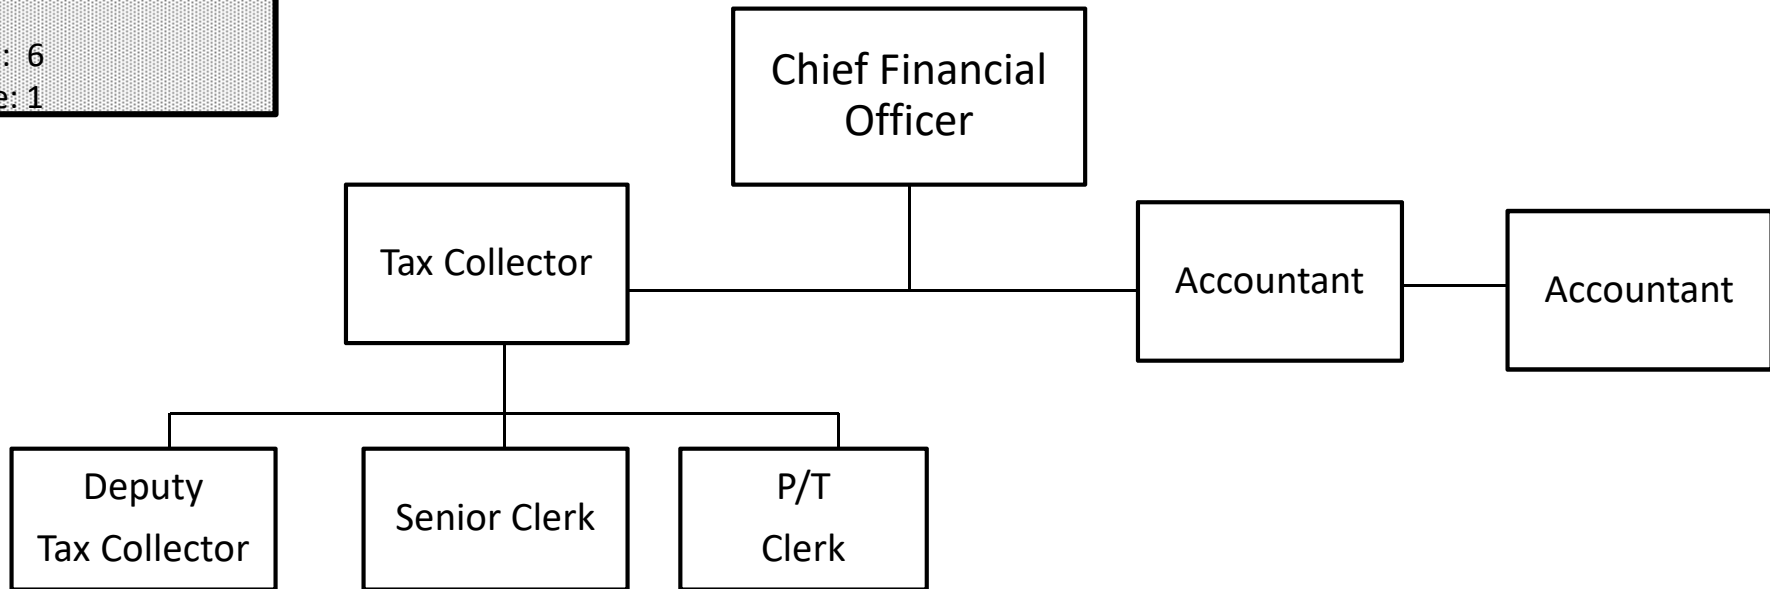 : 6
e: 1
Chief Financial
Officer
Tax Collector
Accountant
Accountant
Deputy
Tax Collector
Senior Clerk
P/T
Clerk